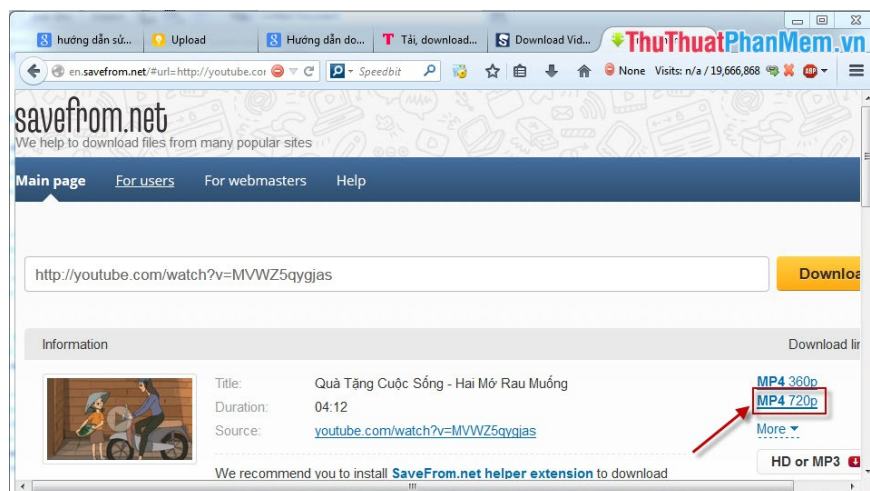 hướng dẫn sử...
Upload
Hướng dẫn do...
Tải, download...
Download Vid...
ThuThuatPhanMem.vn
en.savefrom.net/#url=http://youtube.cor
Speedbit
None
Visits: n/a / 19,666,868
ABP
savefrom.net
We help to download files from many popular sites
Main page
For users
For webmasters
Help
http://youtube.com/watch?v=MVWZ5qygjas
Downloa
Information
Download lin
Title:
Quà Tặng Cuộc Sống - Hai Mớ Rau Muống
MP4 360p
Duration:
04:12
MP4 720p
Source:
youtube.com/watch?v=MVWZ5qygjas
More
HD or MP3
We recommend you to install SaveFrom.net helper extension to download